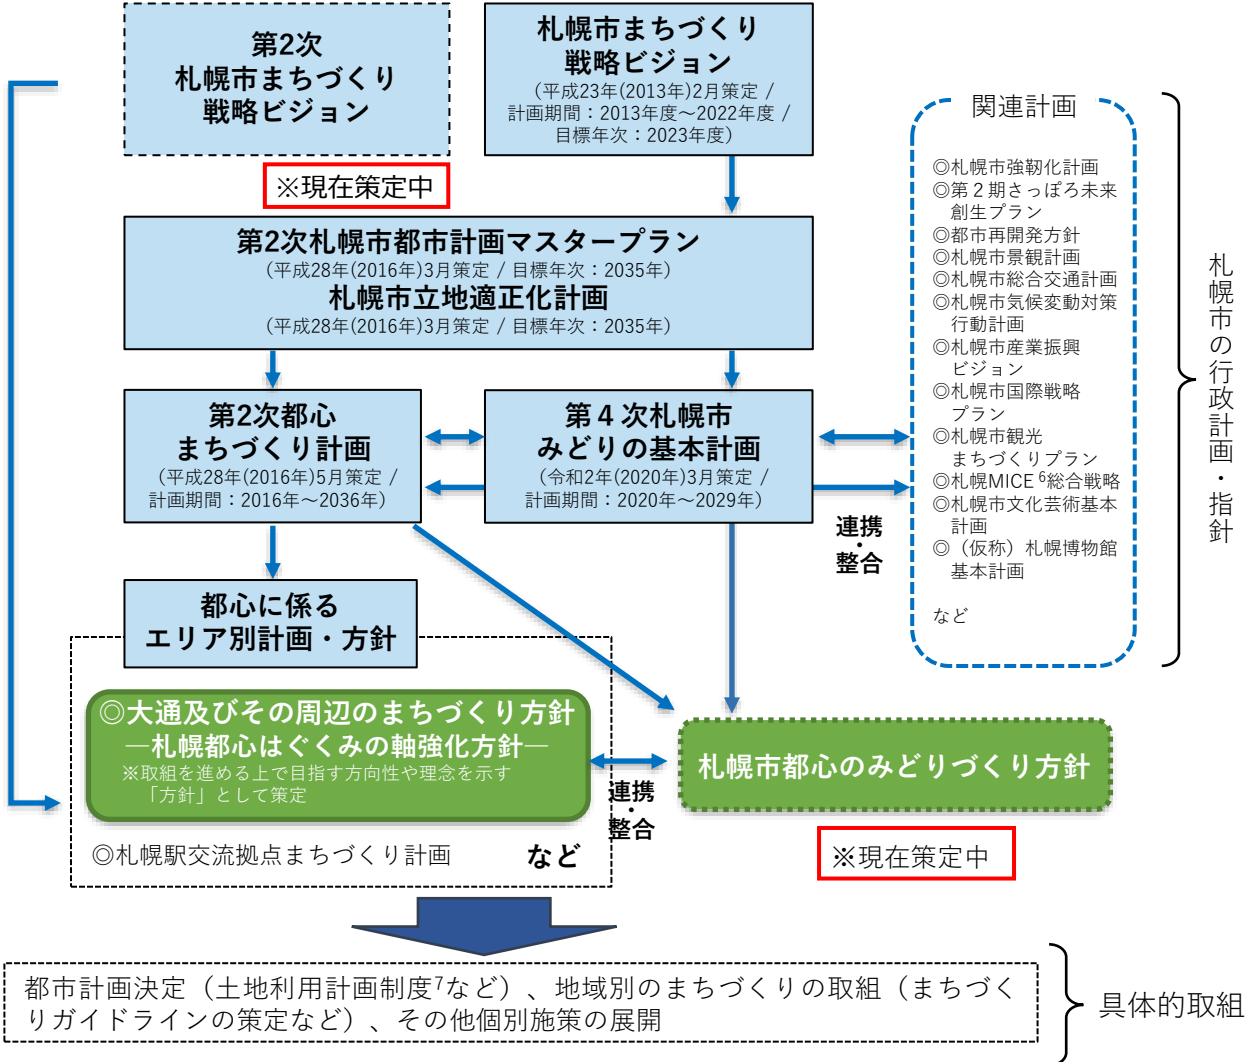 第2次
札幌市まちづくり
戦略ビジョン
※現在策定中
札幌市まちづくり
戦略ビジョン
(平成23年(2013年)2月策定 /
計画期間：2013年度～2022年度 /
目標年次：2023年度)
第2次札幌市都市計画マスタープラン
(平成28年(2016年)3月策定 / 目標年次：2035年)
札幌市立地適正化計画
(平成28年(2016年)3月策定 / 目標年次：2035年)
第2次都心
まちづくり計画
(平成28年(2016年)5月策定 /
計画期間：2016年～2036年)
第４次札幌市
みどりの基本計画
(令和2年(2020年)3月策定 /
計画期間：2020年～2029年)
連携
・
整合
関連計画
◎札幌市強靭化計画
◎第２期さっぽろ未来
創生プラン
◎都市再開発方針
◎札幌市景観計画
◎札幌市総合交通計画
◎札幌市気候変動対策
行動計画
◎札幌市産業振興
ビジョン
◎札幌市国際戦略
プラン
◎札幌市観光
まちづくりプラン
◎札幌MICE⁶総合戦略
◎札幌市文化芸術基本
計画
◎（仮称）札幌博物館
基本計画
など
札幌市の行政計画・指針
都心に係る
エリア別計画・方針
◎大通及びその周辺のまちづくり方針
―札幌都心はぐくみの軸強化方針―
※取組を進める上で目指す方向性や理念を示す
「方針」として策定
◎札幌駅交流拠点まちづくり計画
など
連携
・
整合
札幌市都心のみどりづくり方針
※現在策定中
都市計画決定（土地利用計画制度⁷など）、地域別のまちづくりの取組（まちづく
りガイドラインの策定など）、その他個別施策の展開
具体的取組